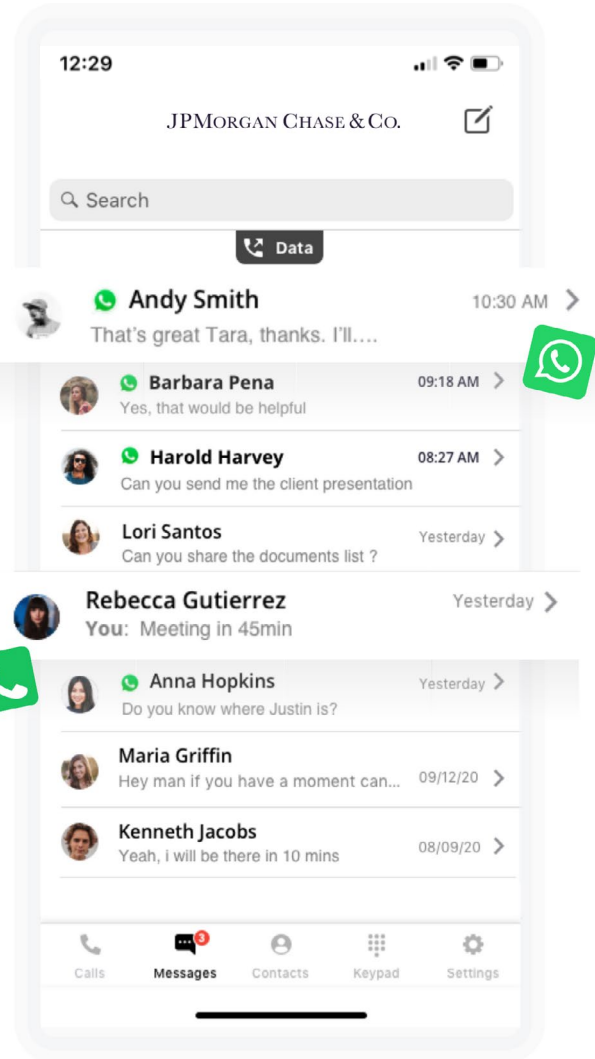 12:29
JPMORGAN CHASE & CO.
Search
Data
Andy Smith
10:30 AM
That's great Tara, thanks. I'll....
Barbara Pena
09:18 AM
Yes, that would be helpful
Harold Harvey
08:27 AM
Can you send me the client presentation
Lori Santos
Yesterday
Can you share the documents list ?
Rebecca Gutierrez
Yesterday
You: Meeting in 45min
Anna Hopkins
Yesterday
Do you know where Justin is?
Maria Griffin
Hey man if you have a moment can...
09/12/20
Kenneth Jacobs
Yeah, i will be there in 10 mins
08/09/20
3
Calls
Messages
Contacts
Keypad
Settings